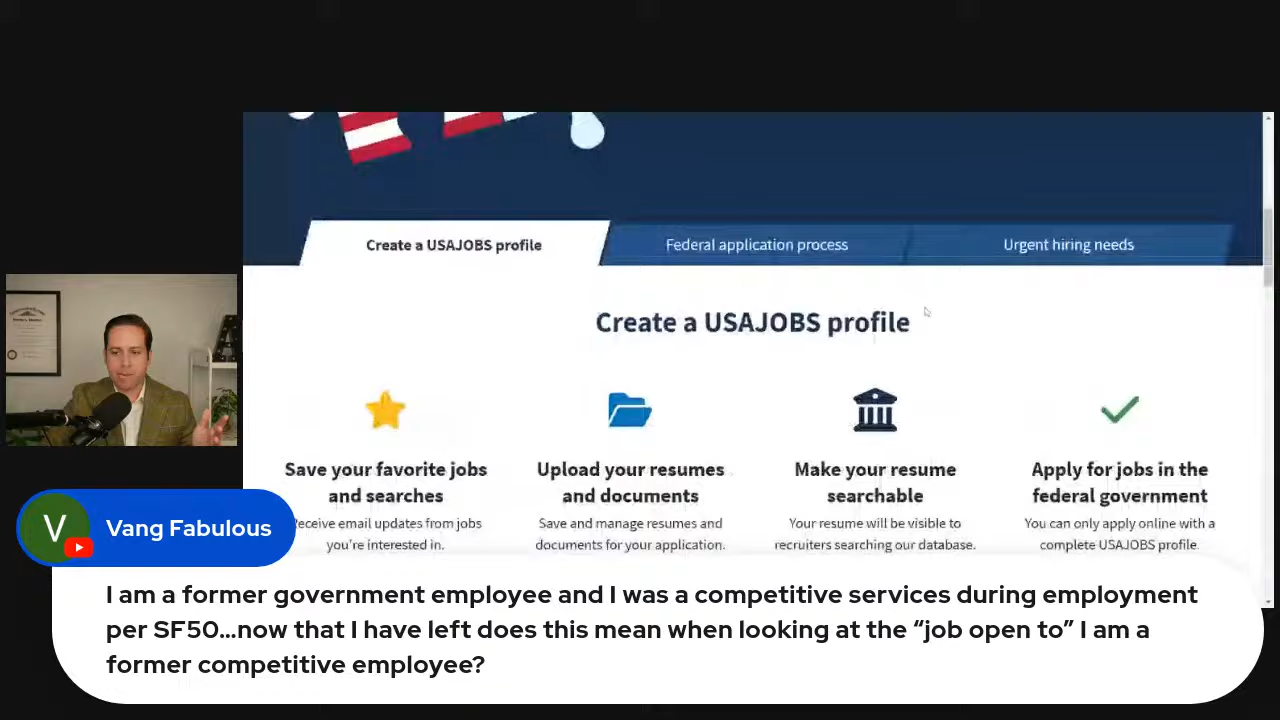 Create a USAJOBS profile
Federal application process
Urgent hiring needs
Create a USAJOBS profile
Save your favorite jobs
and searches
Receive email updates from jobs
you're interested in.
Upload your resumes
and documents
Save and manage resumes and
documents for your application.
Make your resume
searchable
Your resume will be visible to
recruiters searching our database.
Apply for jobs in the
federal government
You can only apply online with a
complete USAJOBS profile.
V
Vang Fabulous
I am a former government employee and I was a competitive services during employment
per SF50...now that I have left does this mean when looking at the “job open to” I am a
former competitive employee?